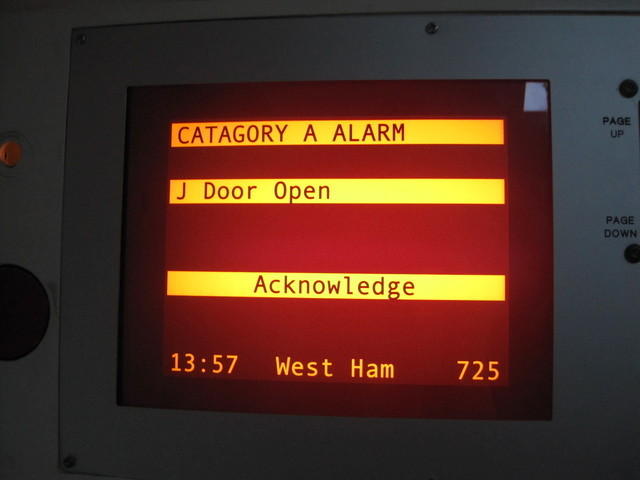 CATAGORY A ALARM
J Door Open
Acknowledge
13:57 West Ham 725
PAGE
UP
PAGE
DOWN